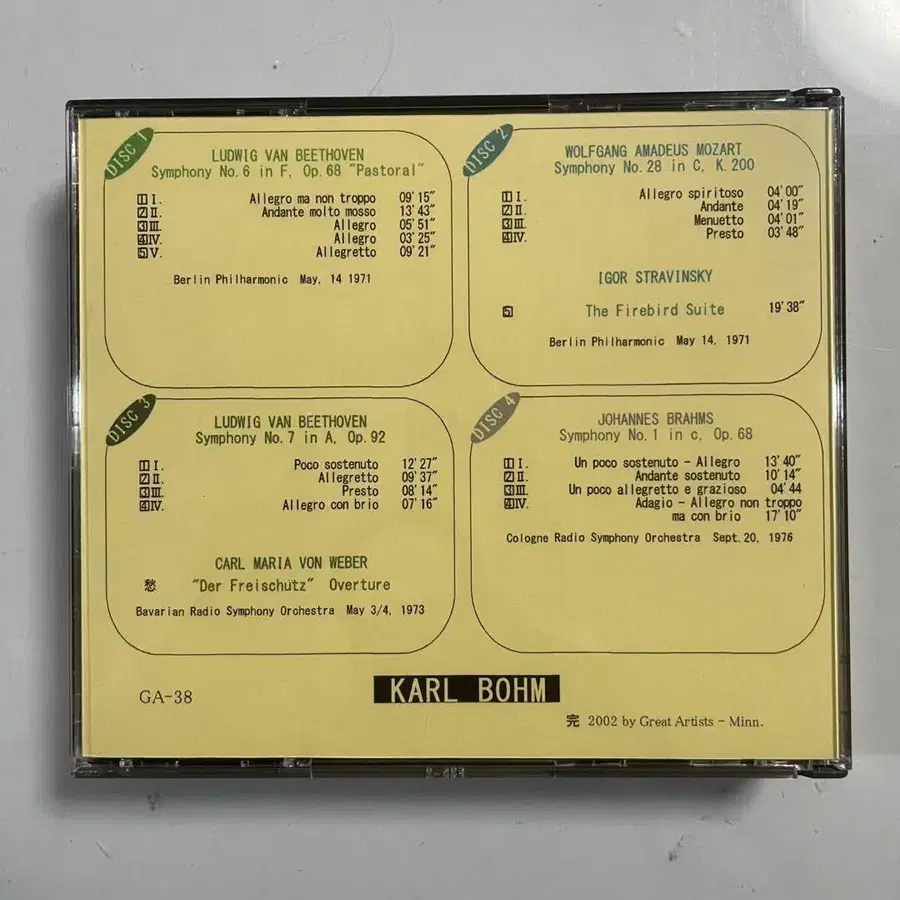 DISC 1
LUDWIG VAN BEETHOVEN
Symphony No.6 in F, Op.68 "Pastoral"
1 I. Allegro ma non troppo 09'15"
2 II. Andante molto mosso 13'43"
3 III. Allegro 05'51"
4 IV. Allegro 03'25"
5 V. Allegretto 09'21"
Berlin Philharmonic May, 14 1971
DISC 2
WOLFGANG AMADEUS MOZART
Symphony No.28 in C, K.200
1 I. Allegro spiritoso 04'00"
2 II. Andante 04'19"
3 III. Menuetto 04'01"
4 IV. Presto 03'48"
IGOR STRAVINSKY
5 The Firebird Suite 19'38"
Berlin Philharmonic May 14, 1971
DISC 3
LUDWIG VAN BEETHOVEN
Symphony No.7 in A, Op.92
1 I. Poco sostenuto 12'27"
2 II. Allegretto 09'37"
3 III. Presto 08'14"
4 IV. Allegro con brio 07'16"
CARL MARIA VON WEBER
愁 "Der Freischütz" Overture
Bavarian Radio Symphony Orchestra May 3/4, 1973
DISC 4
JOHANNES BRAHMS
Symphony No.1 in c, Op.68
1 I. Un poco sostenuto - Allegro 13'40"
2 II. Andante sostenuto 10'14"
3 III. Un poco allegretto e grazioso 04'44
4 IV. Adagio - Allegro non troppo
ma con brio 17'10"
Cologne Radio Symphony Orchestra Sept.20, 1976
GA-38
KARL BOHM
完 2002 by Great Artists - Minn.